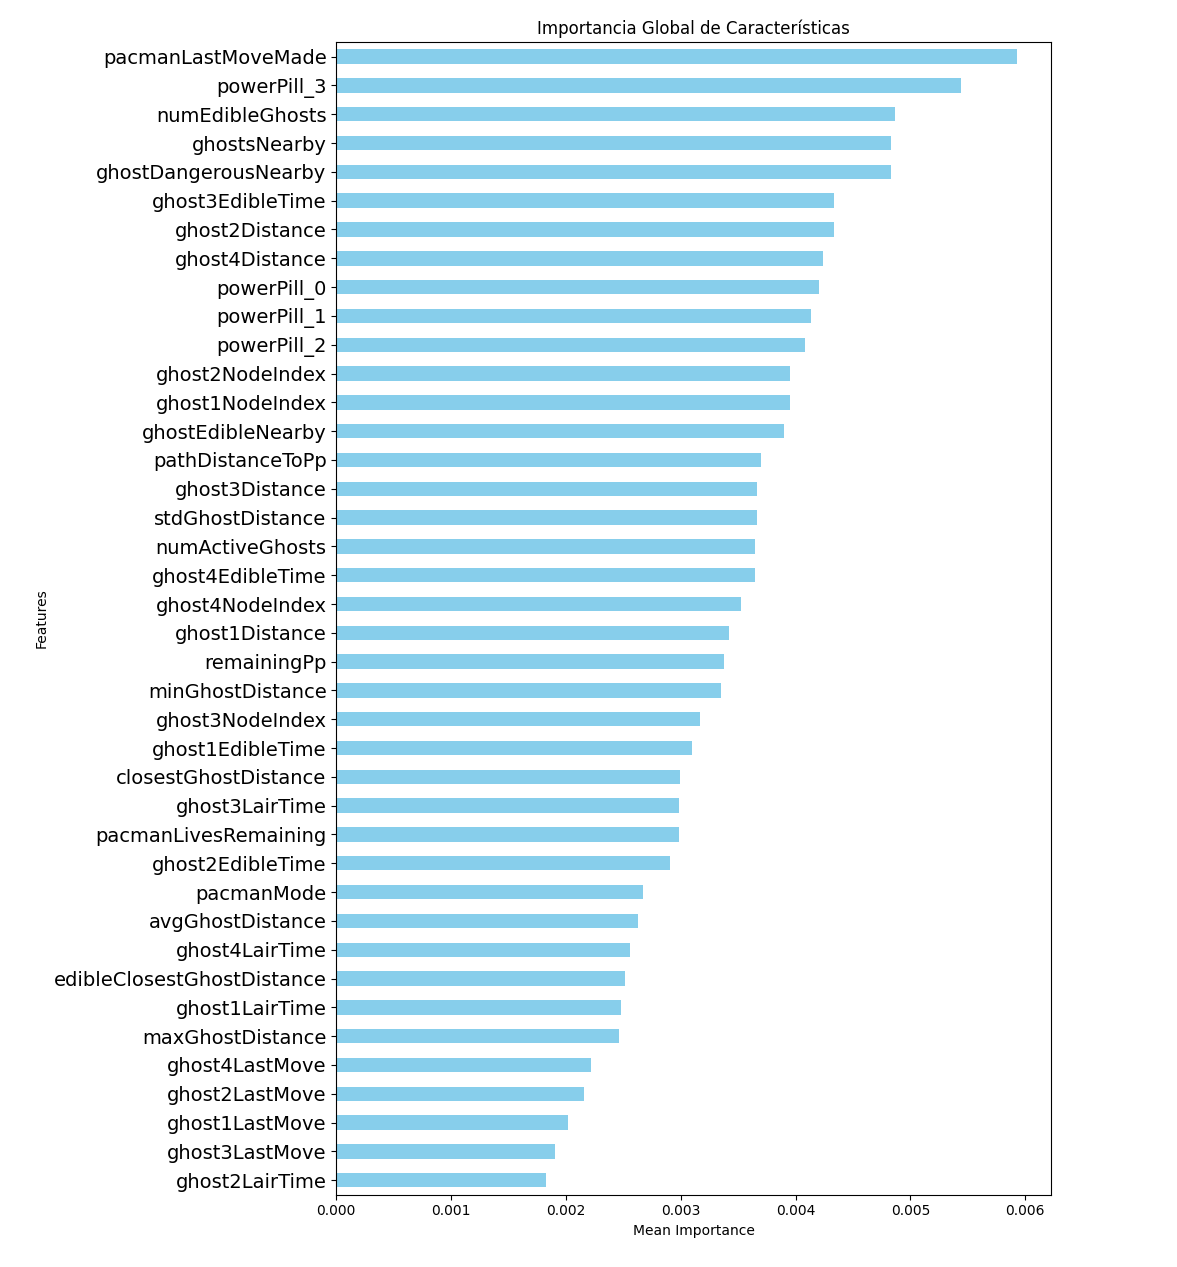 Importancia Global de Características
pacmanLastMoveMade
powerPill_3
numEdibleGhosts
ghostsNearby
ghostDangerousNearby
ghost3EdibleTime
ghost2Distance
ghost4Distance
powerPill_0
powerPill_1
powerPill_2
ghost2NodeIndex
ghost1NodeIndex
ghostEdibleNearby
pathDistanceToPp
ghost3Distance
stdGhostDistance
numActiveGhosts
ghost4EdibleTime
ghost4NodeIndex
ghost1Distance
remainingPp
minGhostDistance
ghost3NodeIndex
ghost1EdibleTime
closestGhostDistance
ghost3LairTime
pacmanLivesRemaining
ghost2EdibleTime
pacmanMode
avgGhostDistance
ghost4LairTime
edibleClosestGhostDistance
ghost1LairTime
maxGhostDistance
ghost4LastMove
ghost2LastMove
ghost1LastMove
ghost3LastMove
ghost2LairTime
Features
0.000 0.001 0.002 0.003 0.004 0.005 0.006
Mean Importance